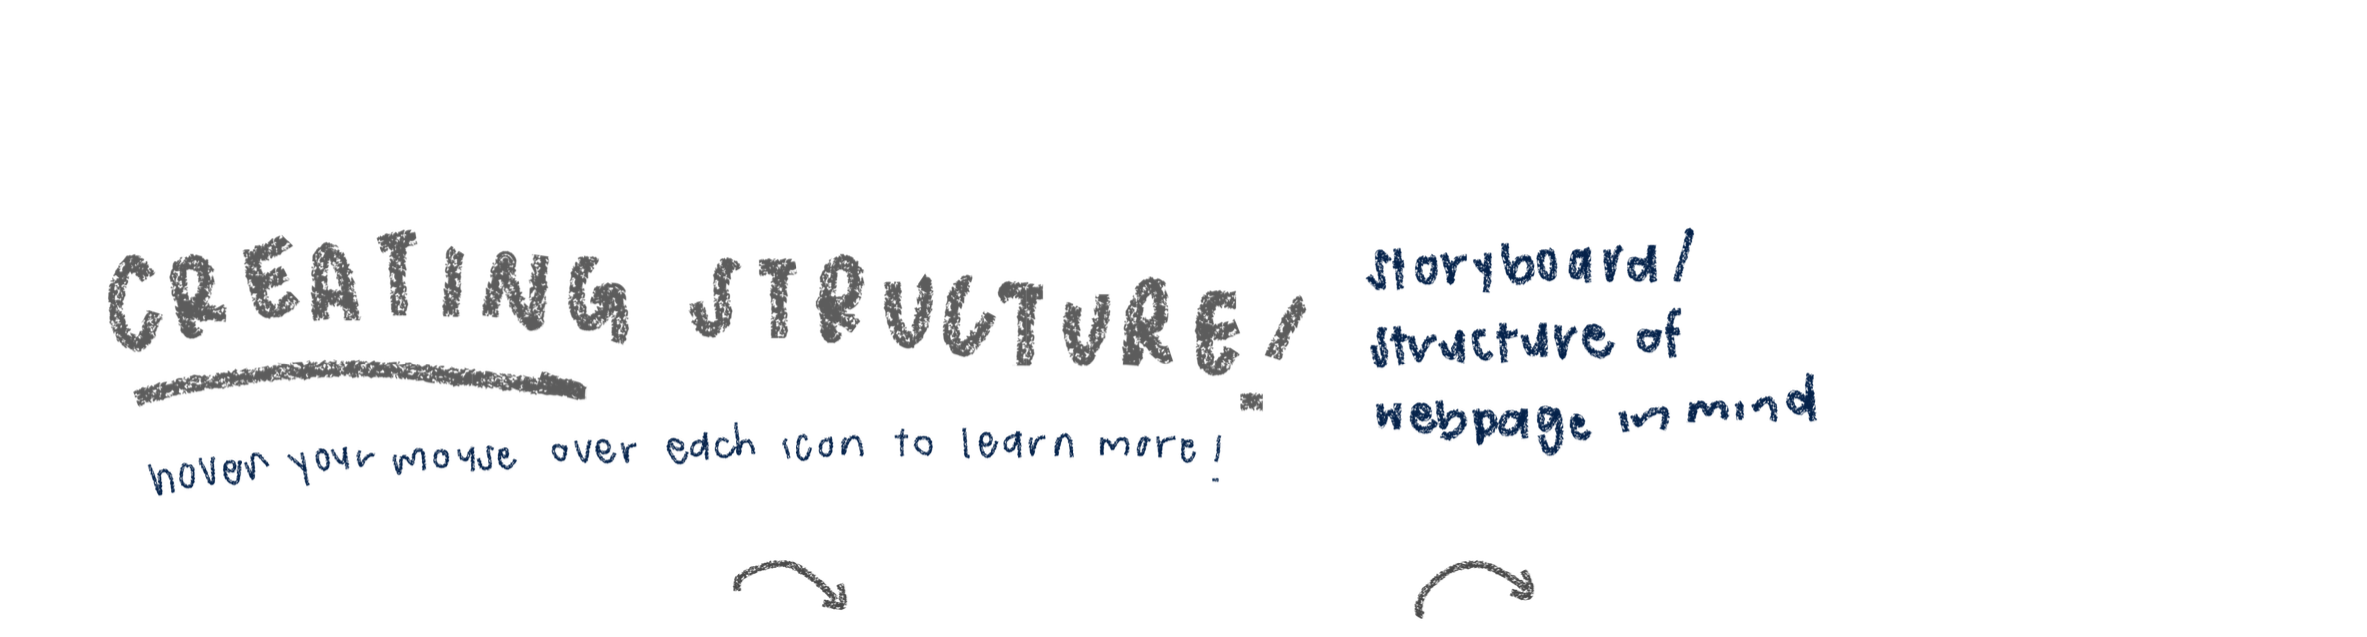 CREATING STRUCTURE!
hover your mouse over each icon to learn more!
storyboard/
structure of
webpage in mind